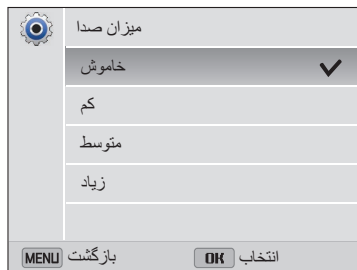 میزان صدا
خاموش
کم
متوسط
زیاد
انتخاب OK بازگشت MENU